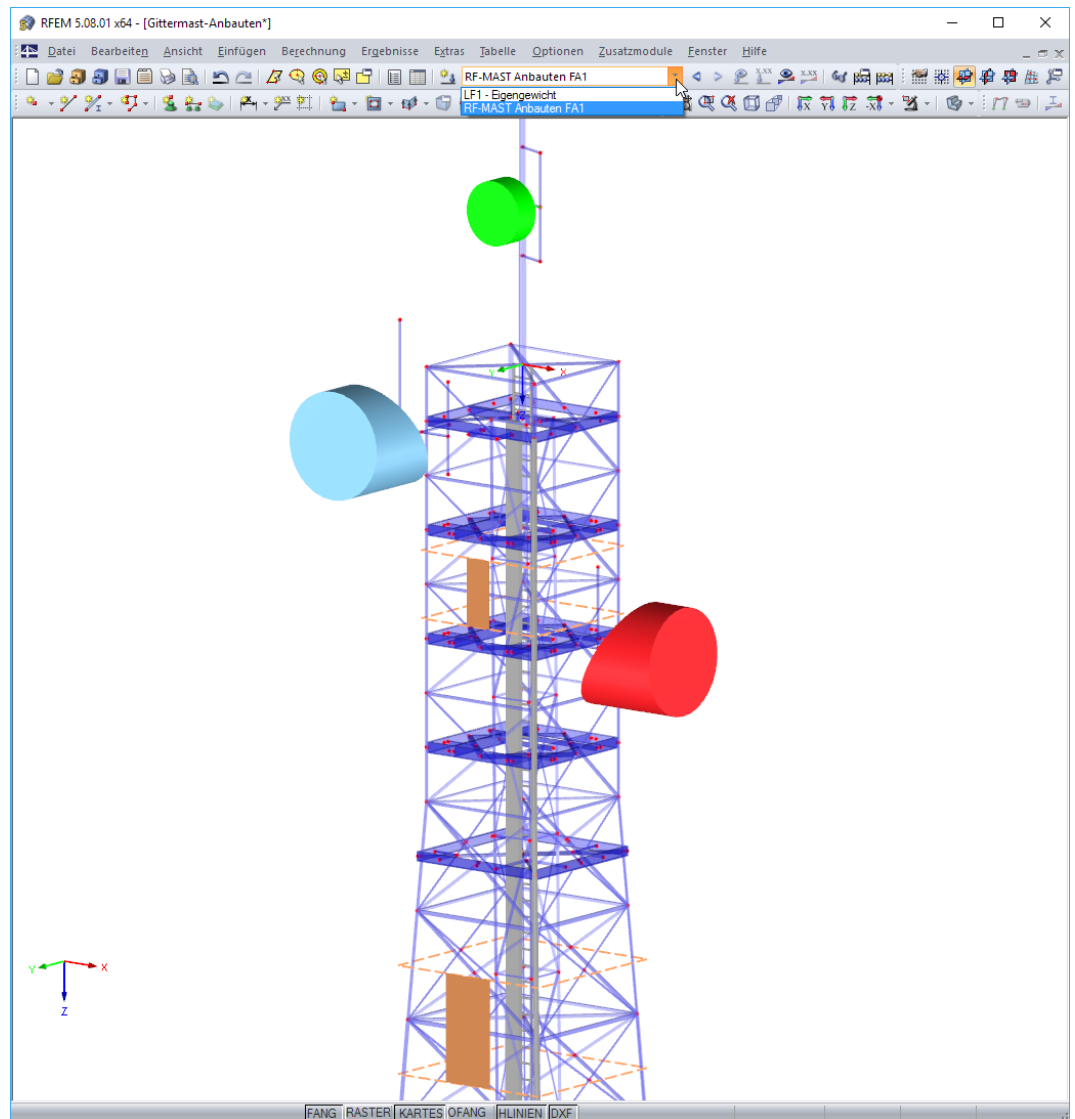 RFEM 5.08.01 x64 - [Gittermast-Anbauten*]
Datei Bearbeiten Ansicht Einfügen Berechnung Ergebnisse Extras Tabelle Optionen Zusatzmodule Fenster Hilfe
RF-MAST Anbauten FA1
LF1 - Eigengewicht
RF-MAST Anbauten FA1
Y X
Z
Y X
Z
FANG RASTER KARTES OFANG HLINIEN DXF